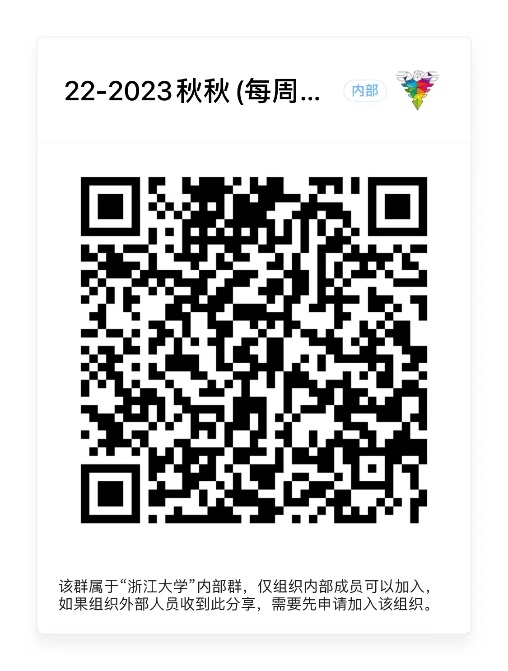 22-2023秋秋 (每周...
内部
该群属于“浙江大学”内部群，仅组织内部成员可以加入，
如果组织外部人员收到此分享，需要先申请加入该组织。